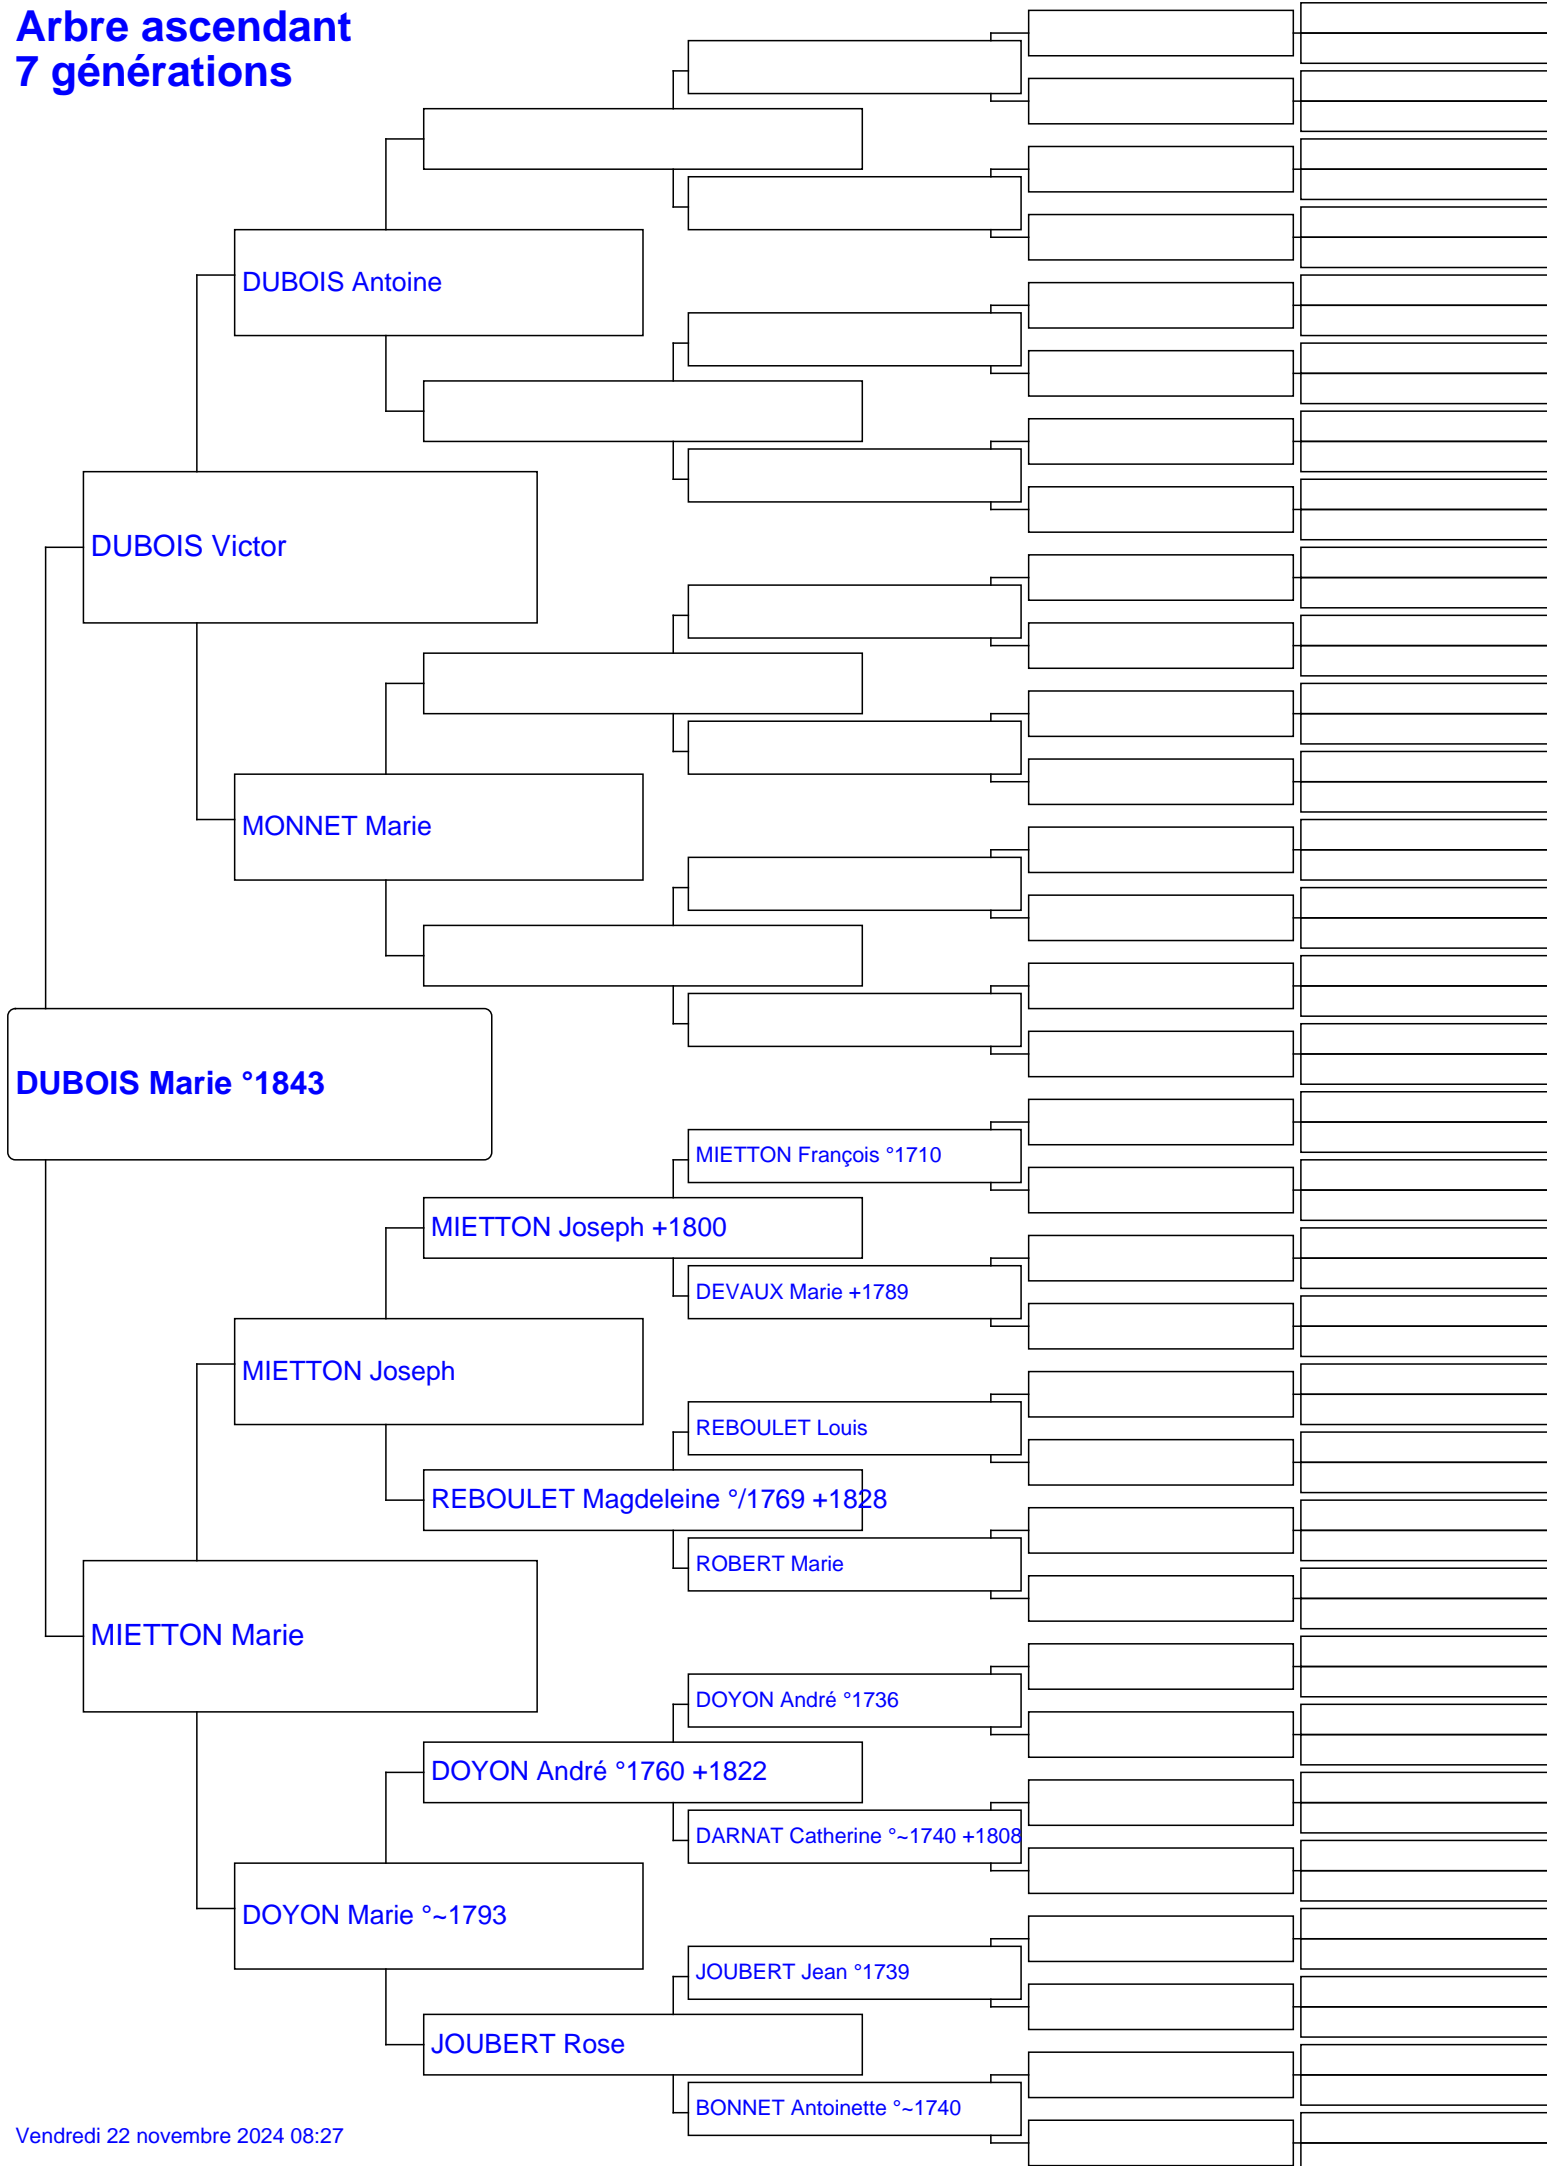 Arbre ascendant
7 générations
DUBOIS Antoine
DUBOIS Victor
MONNET Marie
DUBOIS Marie °1843
MIETTON François °1710
MIETTON Joseph +1800
DEVAUX Marie +1789
MIETTON Joseph
REBOULET Louis
REBOULET Magdeleine °/1769 +1828
ROBERT Marie
MIETTON Marie
DOYON André °1736
DOYON André °1760 +1822
DARNAT Catherine °~1740 +1808
DOYON Marie °~1793
JOUBERT Jean °1739
JOUBERT Rose
BONNET Antoinette °~1740
Vendredi 22 novembre 2024 08:27